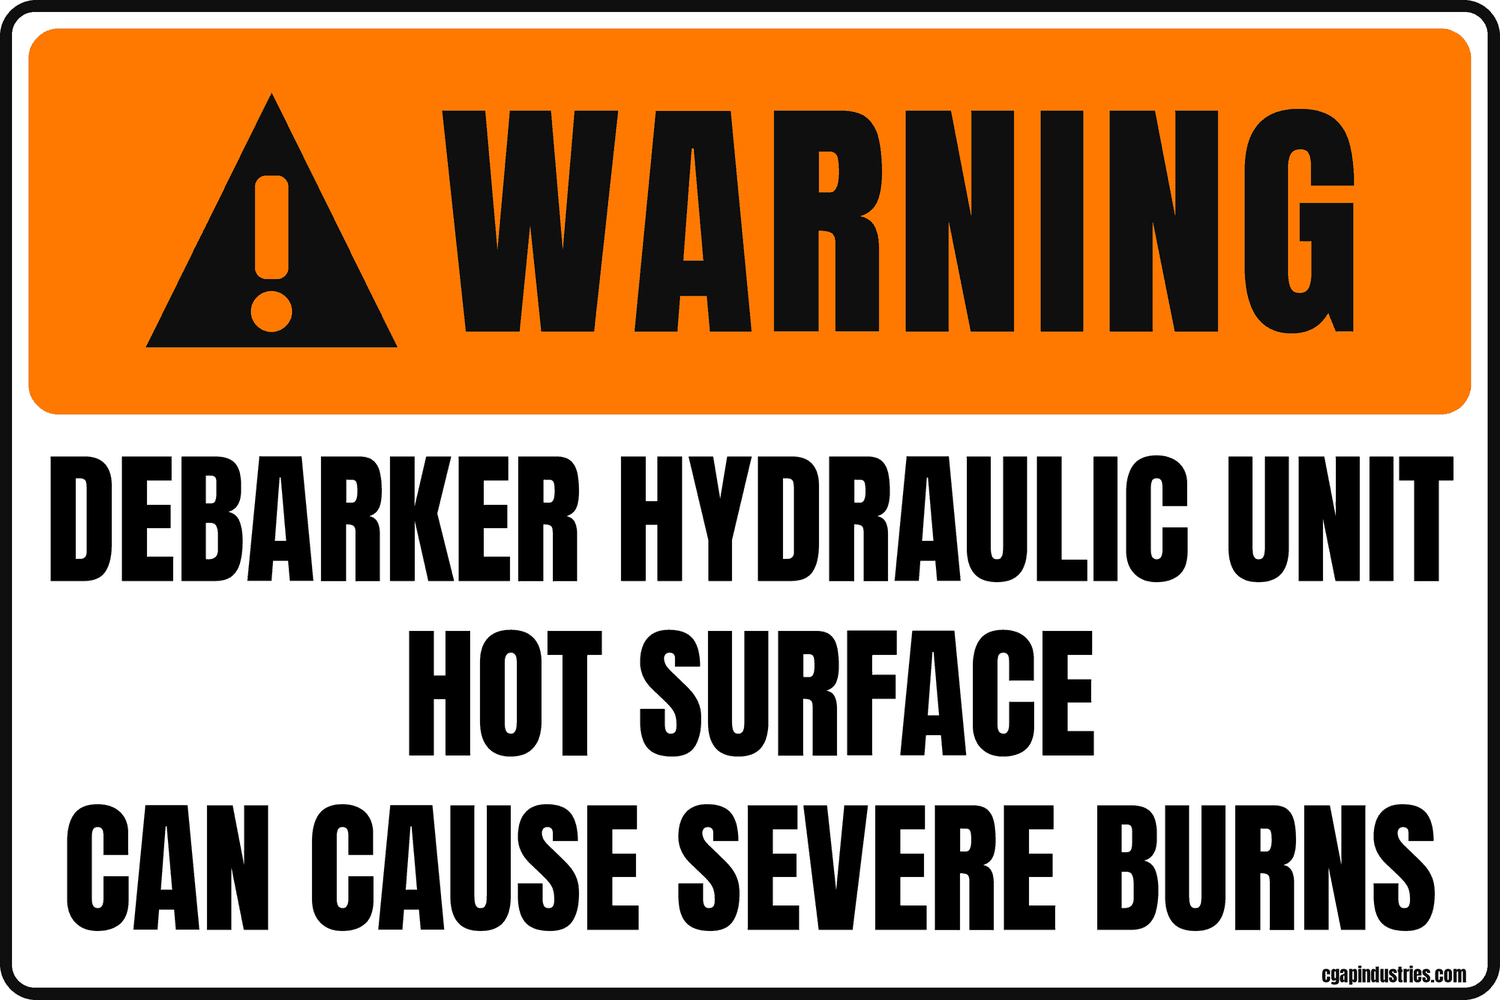 WARNING
DEBARKER HYDRAULIC UNIT
HOT SURFACE
CAN CAUSE SEVERE BURNS
cgapindustries.com